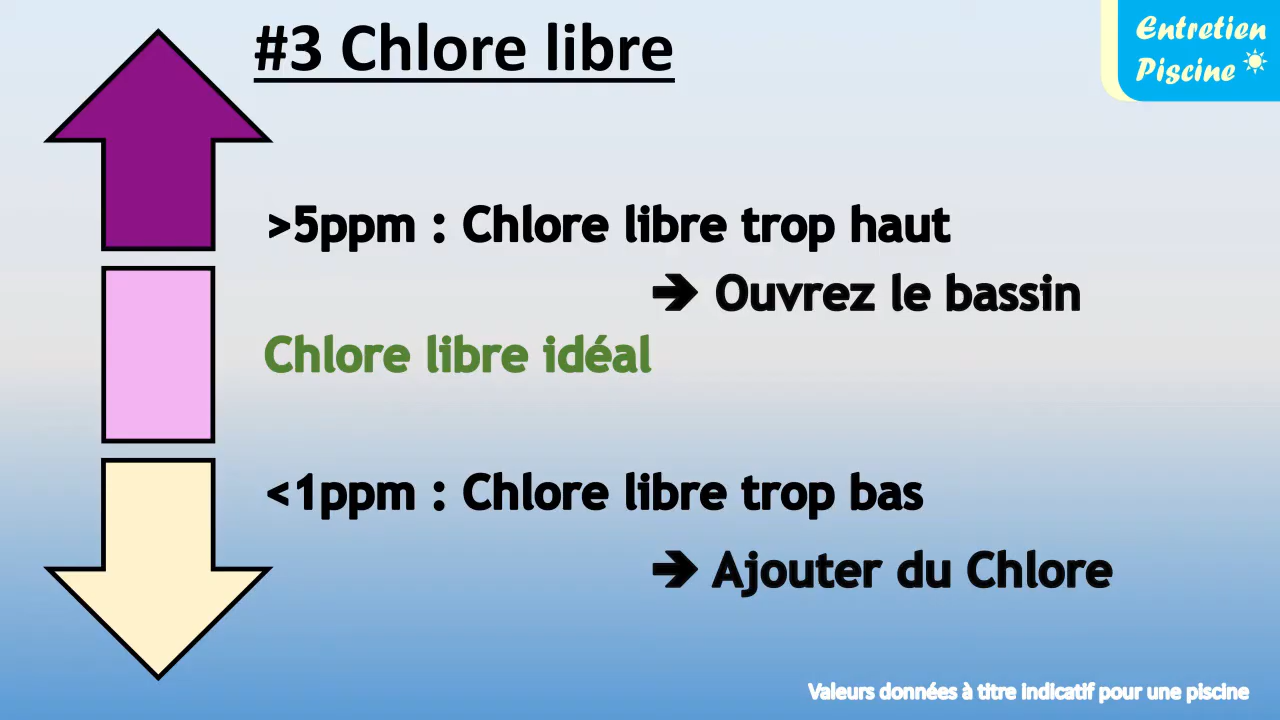 #3 Chlore libre
Entretien
Piscine
>5ppm : Chlore libre trop haut
➔ Ouvrez le bassin
Chlore libre idéal
<1ppm : Chlore libre trop bas
➔ Ajouter du Chlore
Valeurs données à titre indicatif pour une piscine